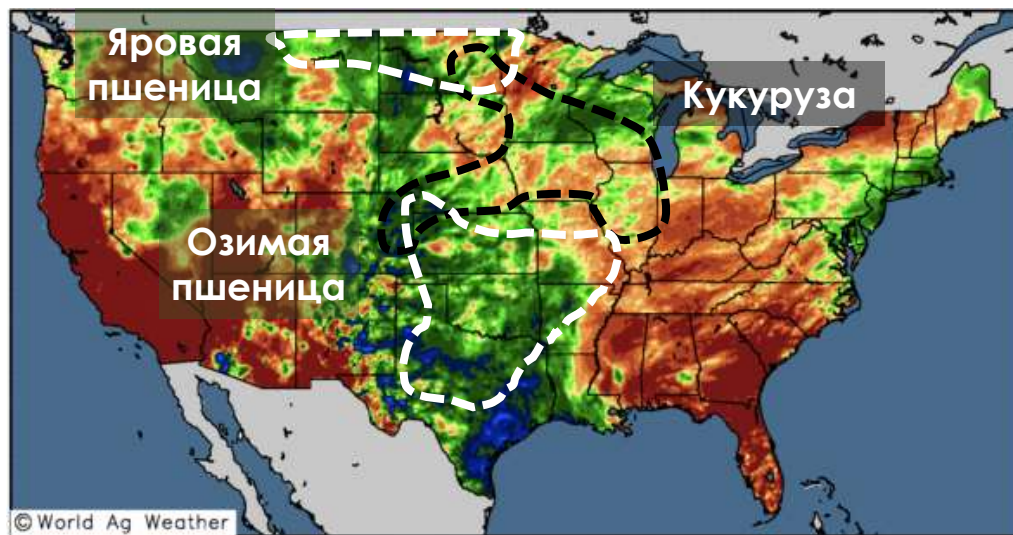 Яровая
пшеница
Кукуруза
Озимая
пшеница
© World Ag Weather